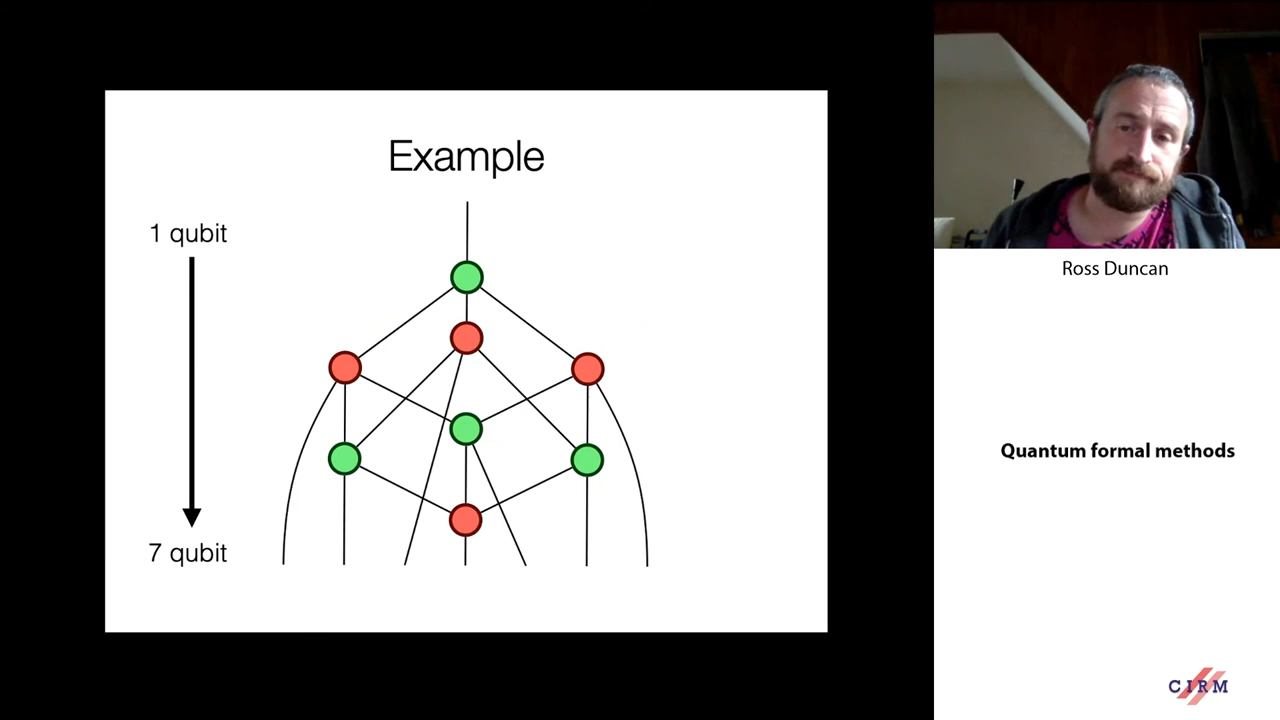 Example
1 qubit
7 qubit
Ross Duncan
Quantum formal methods
CIRM